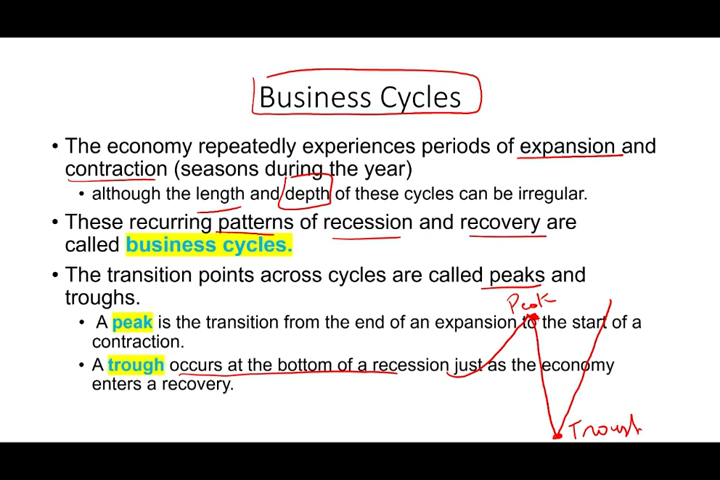 Business Cycles
• The economy repeatedly experiences periods of expansion and
contraction (seasons during the year)
• although the length and depth of these cycles can be irregular.
• These recurring patterns of recession and recovery are
called business cycles.
• The transition points across cycles are called peaks and
troughs.
Peak
• A peak is the transition from the end of an expansion to the start of a
contraction.
• A trough occurs at the bottom of a recession just as the economy
enters a recovery.
Trough